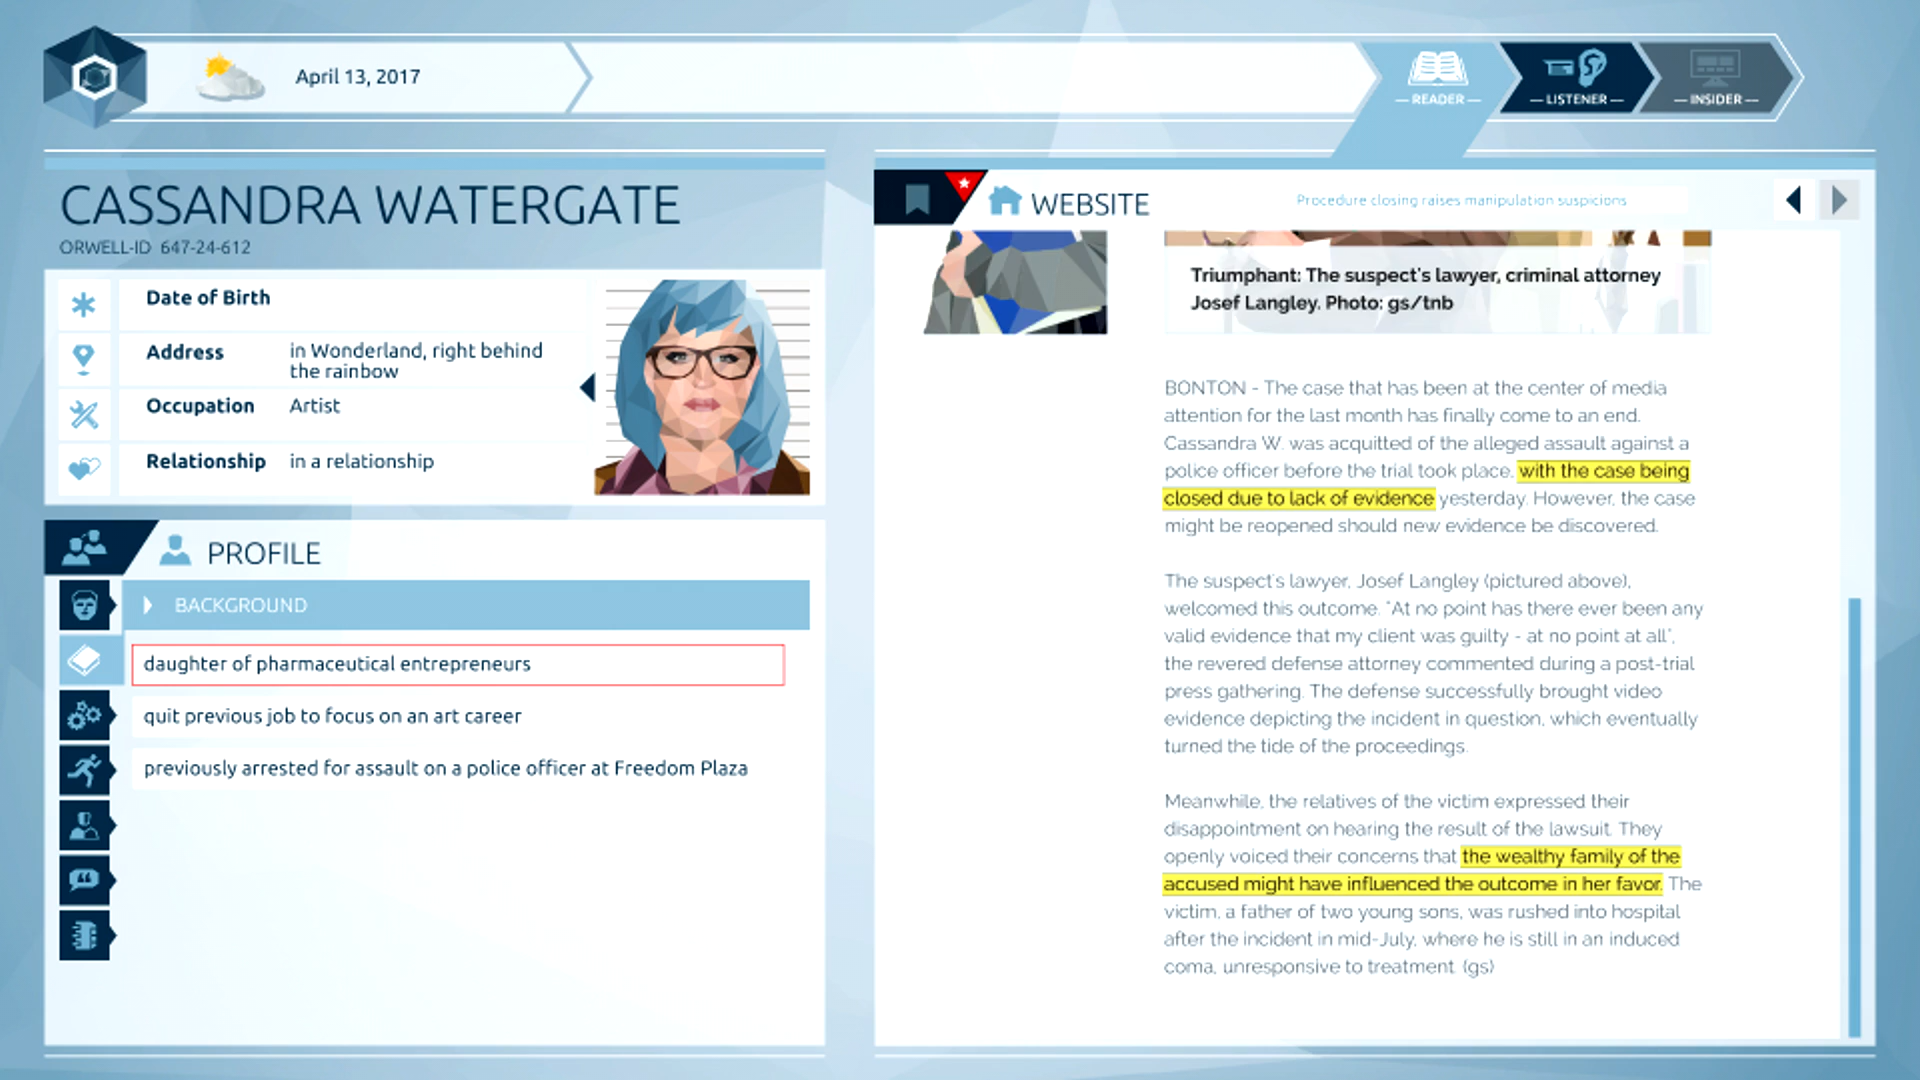 April 13, 2017
— READER —
— LISTENER —
— INSIDER —
CASSANDRA WATERGATE
ORWELL-ID 647-24-612
Date of Birth
Address in Wonderland, right behind
the rainbow
Occupation Artist
Relationship in a relationship
PROFILE
BACKGROUND
daughter of pharmaceutical entrepreneurs
quit previous job to focus on an art career
previously arrested for assault on a police officer at Freedom Plaza
WEBSITE
Procedure closing raises manipulation suspicions
Triumphant: The suspect's lawyer, criminal attorney
Josef Langley. Photo: gs/tnb
BONTON - The case that has been at the center of media
attention for the last month has finally come to an end.
Cassandra W. was acquitted of the alleged assault against a
police officer before the trial took place, with the case being
closed due to lack of evidence yesterday. However, the case
might be reopened should new evidence be discovered.
The suspect's lawyer, Josef Langley (pictured above),
welcomed this outcome. "At no point has there ever been any
valid evidence that my client was guilty - at no point at all",
the revered defense attorney commented during a post-trial
press gathering. The defense successfully brought video
evidence depicting the incident in question, which eventually
turned the tide of the proceedings.
Meanwhile, the relatives of the victim expressed their
disappointment on hearing the result of the lawsuit. They
openly voiced their concerns that the wealthy family of the
accused might have influenced the outcome in her favor. The
victim, a father of two young sons, was rushed into hospital
after the incident in mid-July, where he is still in an induced
coma, unresponsive to treatment. (gs)